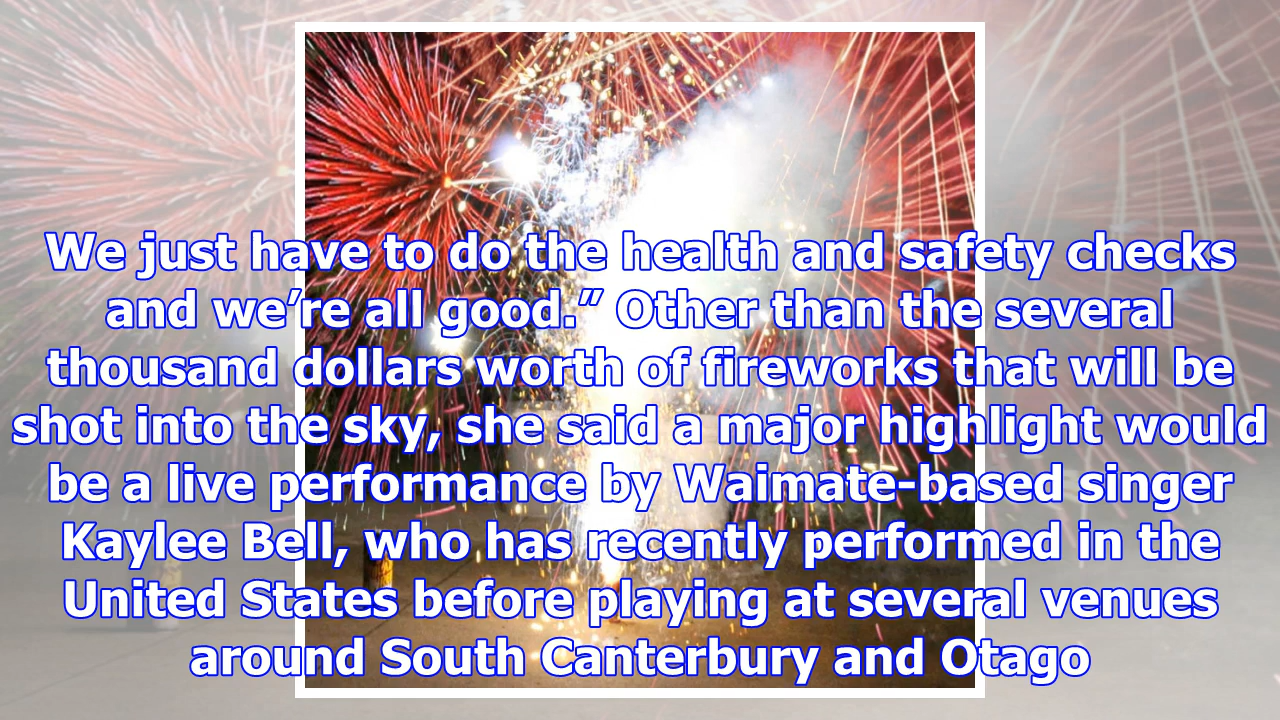 We just have to do the health and safety checks
and we’re all good.” Other than the several
thousand dollars worth of fireworks that will be
shot into the sky, she said a major highlight would
be a live performance by Waimate-based singer
Kaylee Bell, who has recently performed in the
United States before playing at several venues
around South Canterbury and Otago